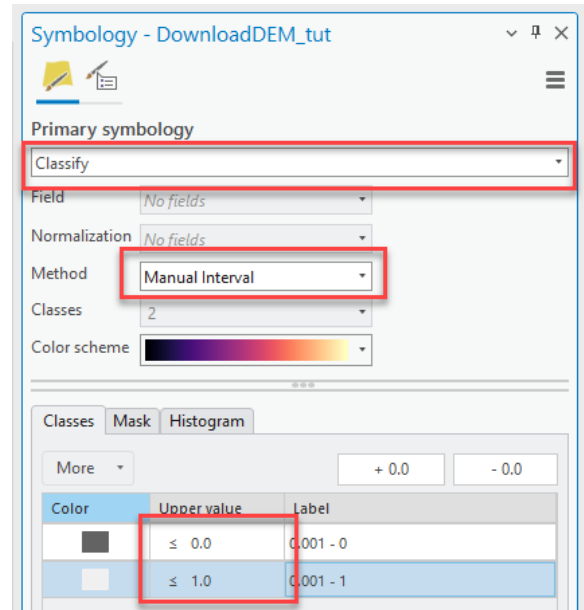 Symbology - DownloadDEM_tut
Primary symbology
Classify
Field No fields
Normalization No fields
Method Manual Interval
Classes 2
Color scheme
Classes Mask Histogram
More + 0.0 - 0.0
Color Upper value Label
≤ 0.0 0.001 - 0
≤ 1.0 0.001 - 1